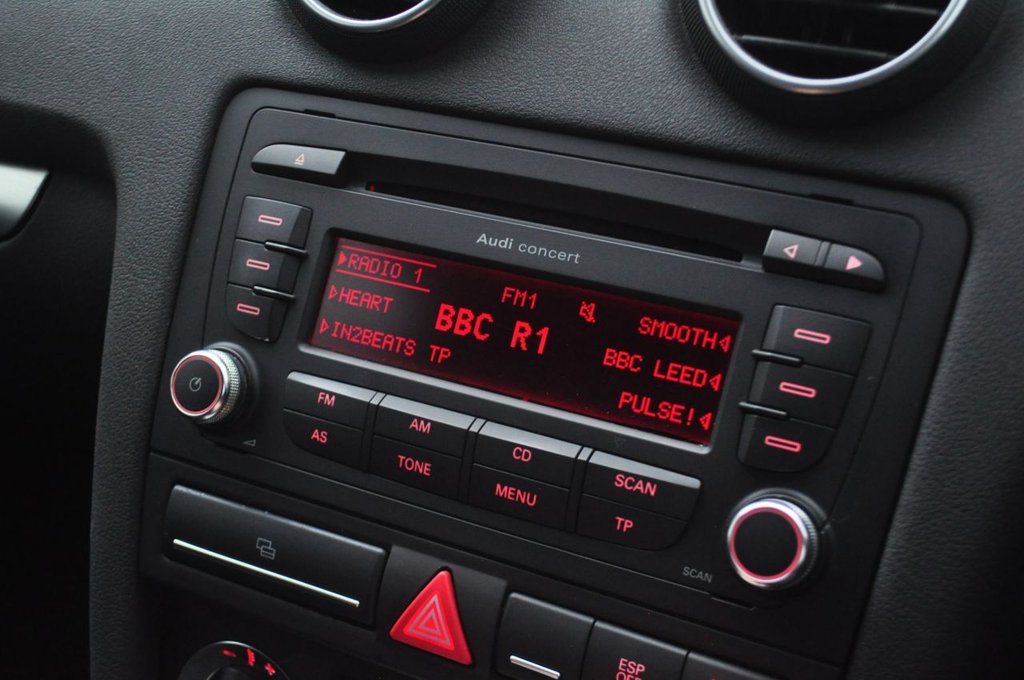 Audi concert
RADIO 1
FM1
SMOOTH
HEART
BBC R1
BBC LEED
IN2BEATS TP
PULSE!
FM
AM
CD
SCAN
AS
TONE
MENU
TP
SCAN
ESP
OFF